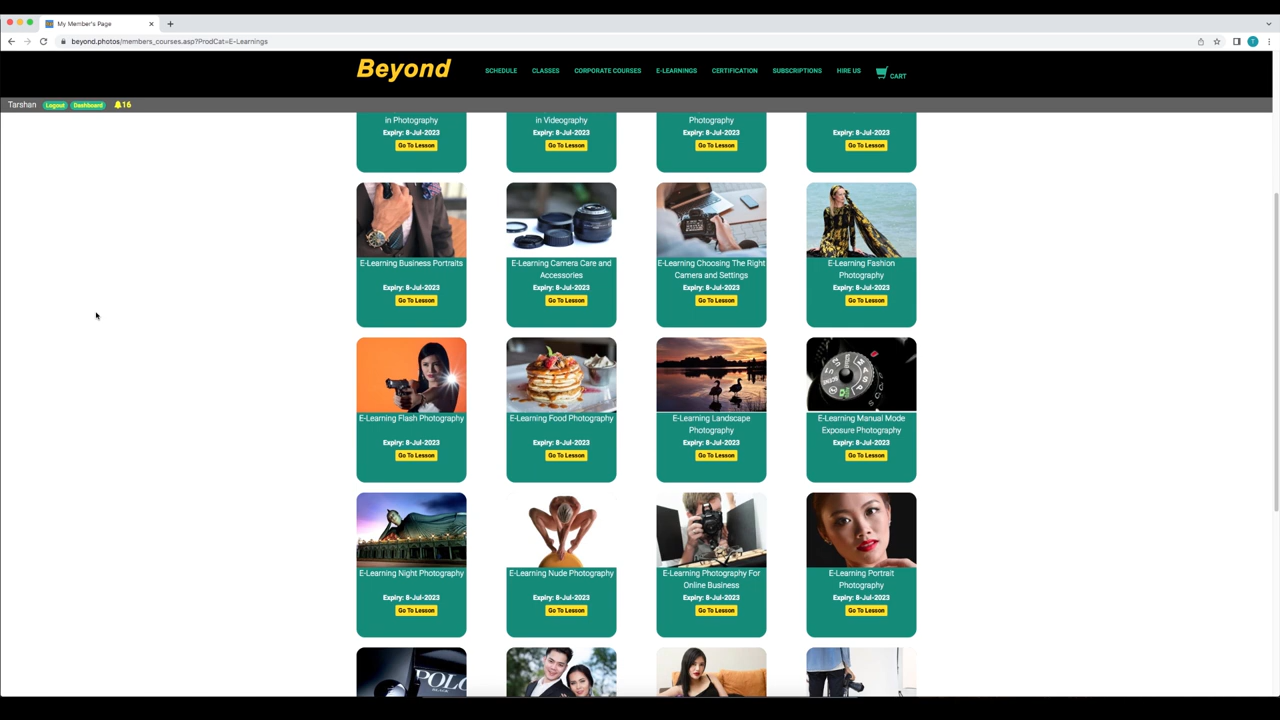 My Member's Page
beyond.photos/members_courses.asp?ProdCat=E-Learnings
T
Beyond
SCHEDULE
CLASSES
CORPORATE COURSES
E-LEARNINGS
CERTIFICATION
SUBSCRIPTIONS
HIRE US
CART
Tarshan
Logout
Dashboard
16
in Photography
Expiry: 8-Jul-2023
Go To Lesson
in Videography
Expiry: 8-Jul-2023
Go To Lesson
Photography
Expiry: 8-Jul-2023
Go To Lesson
Expiry: 8-Jul-2023
Go To Lesson
E-Learning Business Portraits
Expiry: 8-Jul-2023
Go To Lesson
E-Learning Camera Care and
Accessories
Expiry: 8-Jul-2023
Go To Lesson
E-Learning Choosing The Right
Camera and Settings
Expiry: 8-Jul-2023
Go To Lesson
E-Learning Fashion
Photography
Expiry: 8-Jul-2023
Go To Lesson
E-Learning Flash Photography
Expiry: 8-Jul-2023
Go To Lesson
E-Learning Food Photography
Expiry: 8-Jul-2023
Go To Lesson
E-Learning Landscape
Photography
Expiry: 8-Jul-2023
Go To Lesson
E-Learning Manual Mode
Exposure Photography
Expiry: 8-Jul-2023
Go To Lesson
E-Learning Night Photography
Expiry: 8-Jul-2023
Go To Lesson
E-Learning Nude Photography
Expiry: 8-Jul-2023
Go To Lesson
E-Learning Photography For
Online Business
Expiry: 8-Jul-2023
Go To Lesson
E-Learning Portrait
Photography
Expiry: 8-Jul-2023
Go To Lesson
POLO